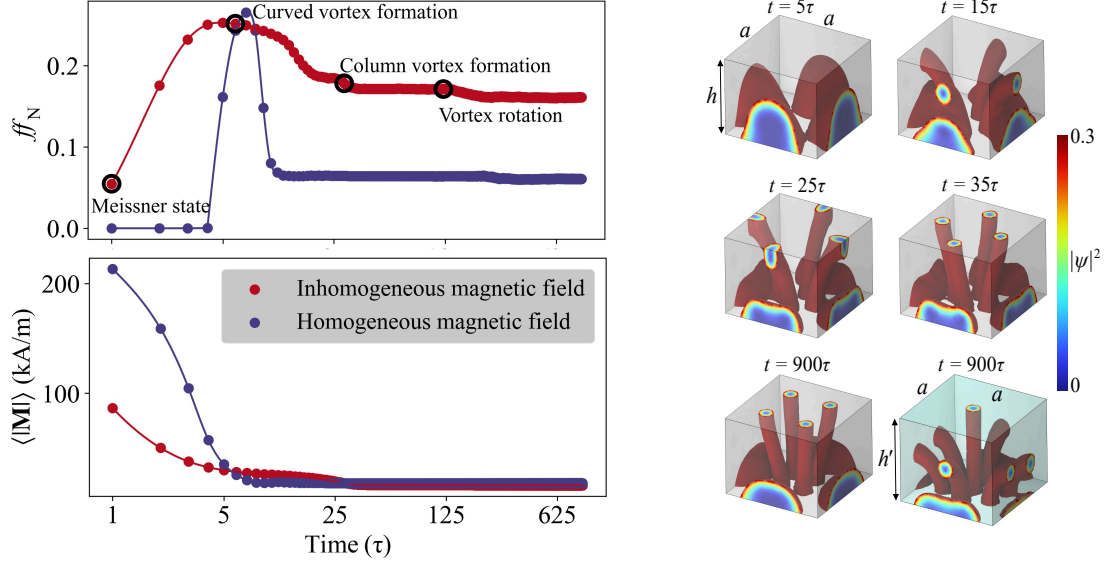 Curved vortex formation
Column vortex formation
Vortex rotation
Meissner state
0.2
0.1
0.0
ff_N
200
100
⟨|M|⟩ (kA/m)
Inhomogeneous magnetic field
Homogeneous magnetic field
1 5 25 125 625
Time (τ)
t = 5τ
t = 15τ
a a
h
t = 25τ
t = 35τ
t = 900τ
t = 900τ
a a
h′
0.3
|ψ|²
0